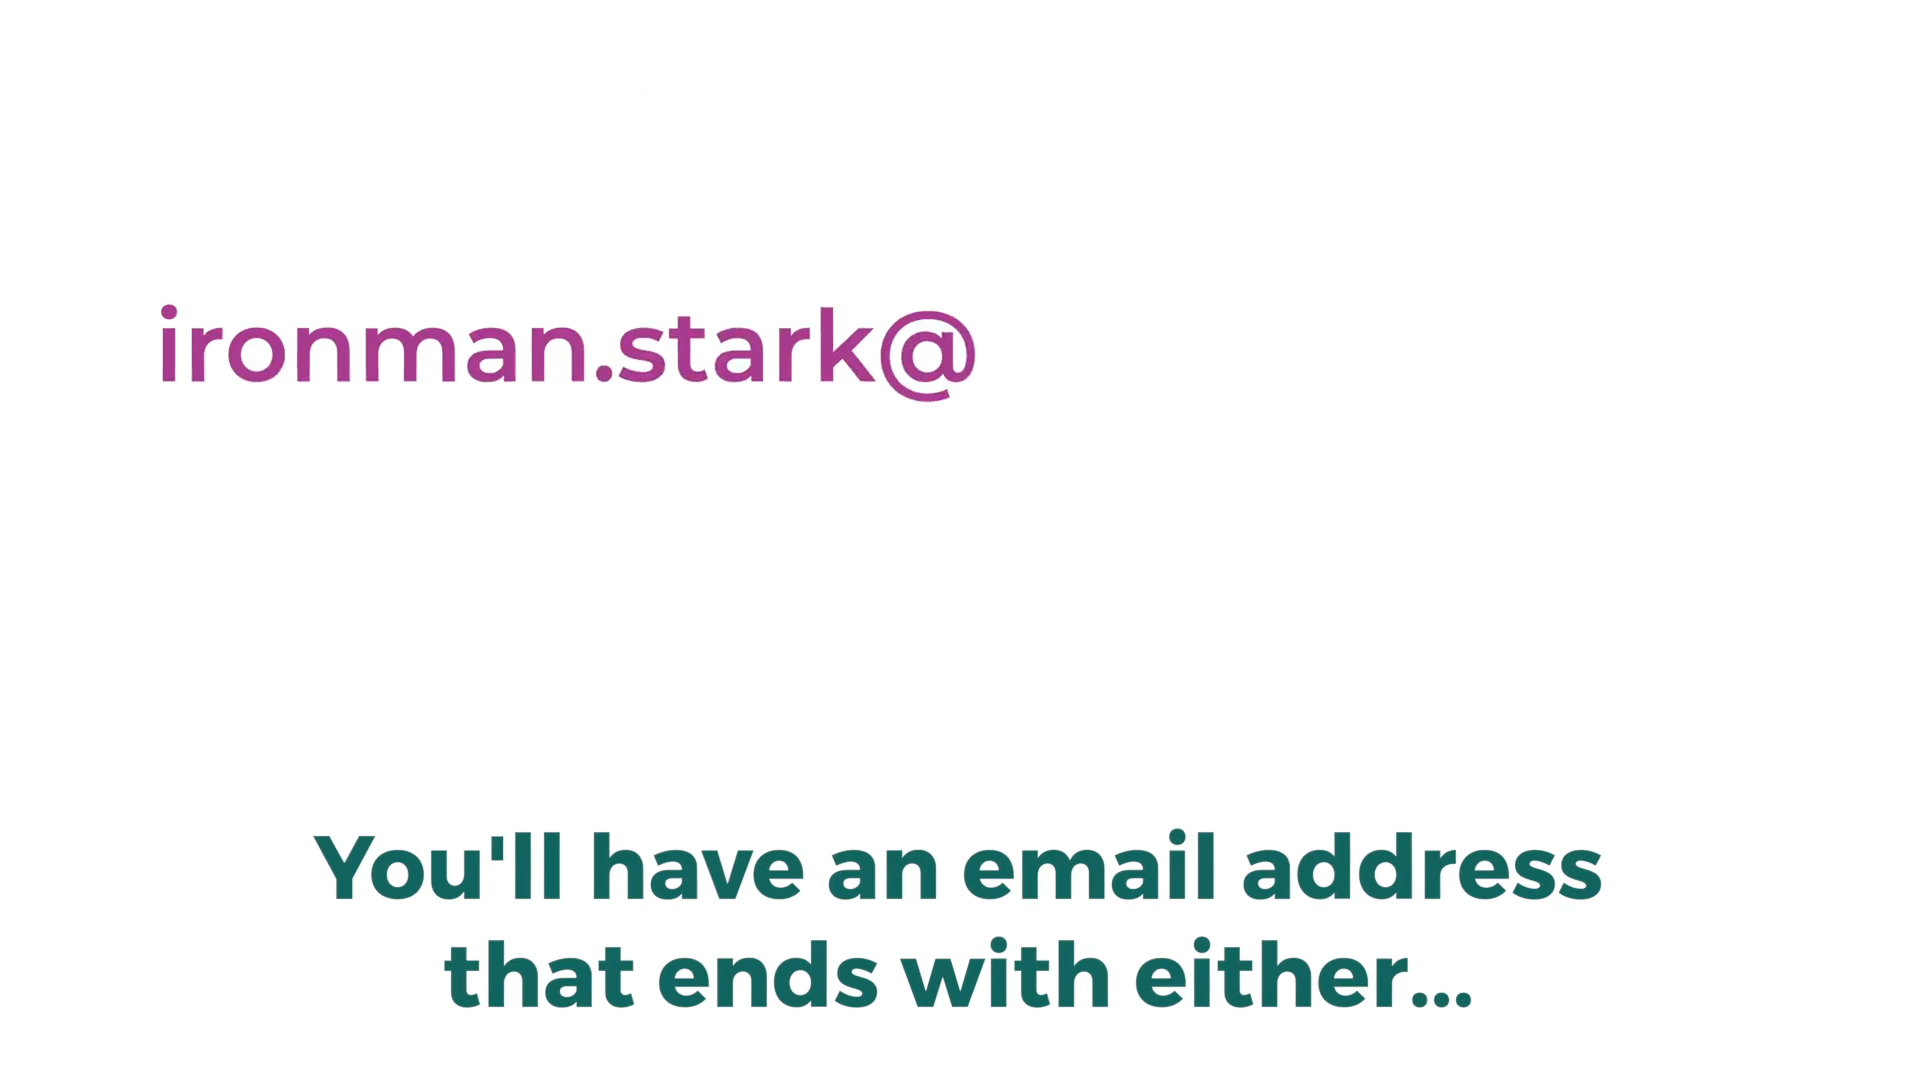 ironman.stark@
You'll have an email address
that ends with either...